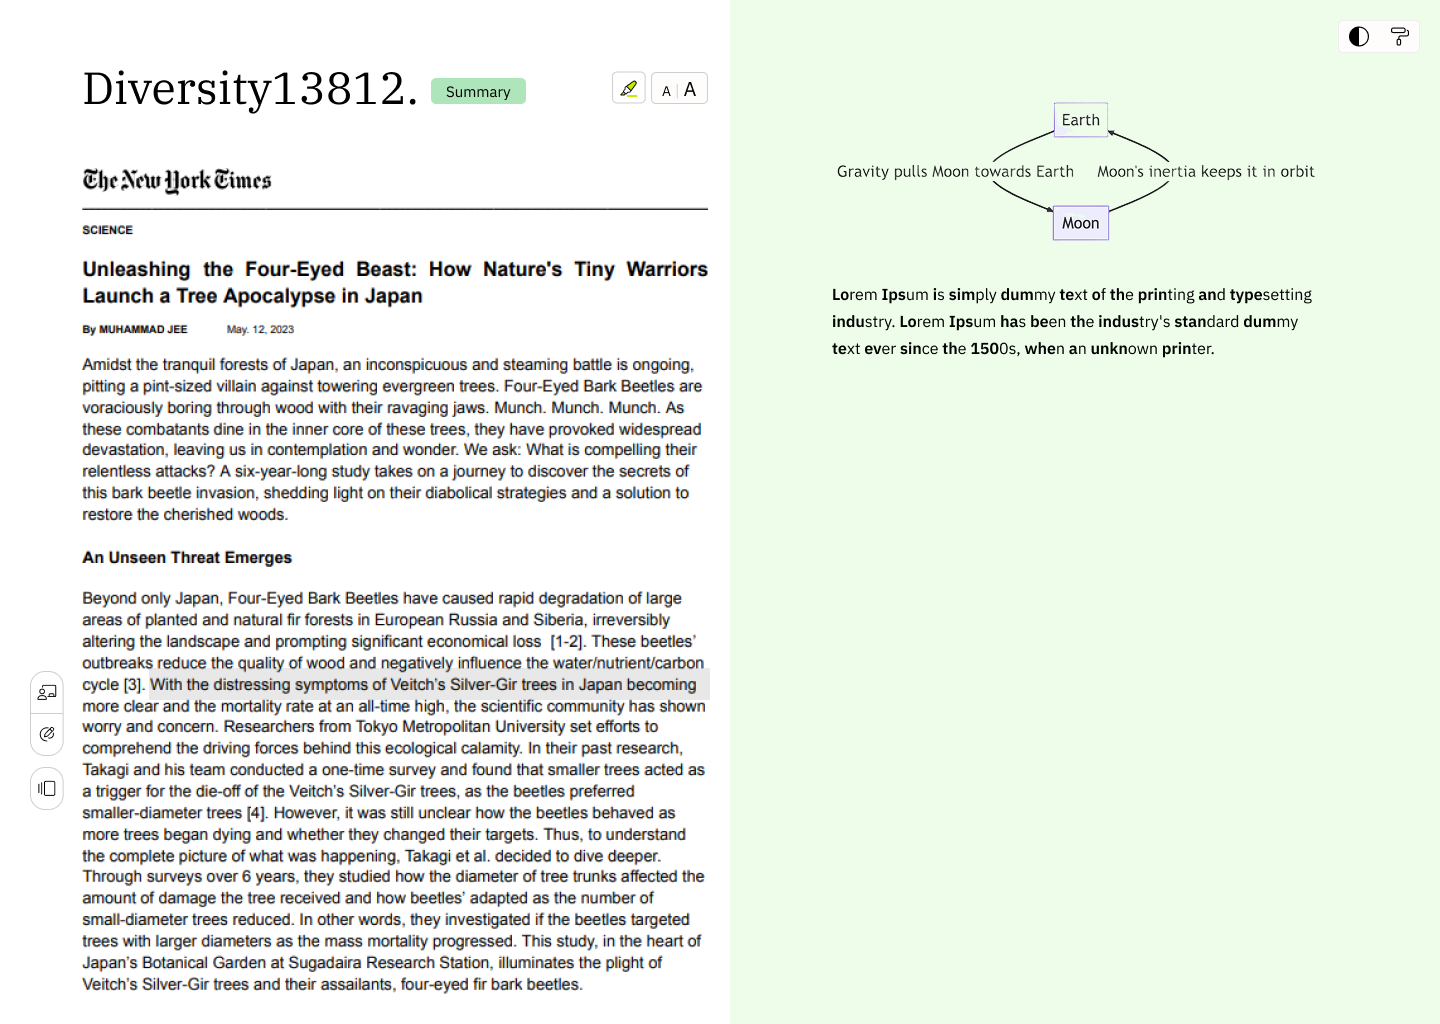 Diversity13812.
Summary
A A
The New York Times
SCIENCE
Unleashing the Four-Eyed Beast: How Nature's Tiny Warriors
Launch a Tree Apocalypse in Japan
By MUHAMMAD JEE May. 12, 2023
Amidst the tranquil forests of Japan, an inconspicuous and steaming battle is ongoing,
pitting a pint-sized villain against towering evergreen trees. Four-Eyed Bark Beetles are
voraciously boring through wood with their ravaging jaws. Munch. Munch. Munch. As
these combatants dine in the inner core of these trees, they have provoked widespread
devastation, leaving us in contemplation and wonder. We ask: What is compelling their
relentless attacks? A six-year-long study takes on a journey to discover the secrets of
this bark beetle invasion, shedding light on their diabolical strategies and a solution to
restore the cherished woods.
An Unseen Threat Emerges
Beyond only Japan, Four-Eyed Bark Beetles have caused rapid degradation of large
areas of planted and natural fir forests in European Russia and Siberia, irreversibly
altering the landscape and prompting significant economical loss [1-2]. These beetles'
outbreaks reduce the quality of wood and negatively influence the water/nutrient/carbon
cycle [3]. With the distressing symptoms of Veitch's Silver-Gir trees in Japan becoming
more clear and the mortality rate at an all-time high, the scientific community has shown
worry and concern. Researchers from Tokyo Metropolitan University set efforts to
comprehend the driving forces behind this ecological calamity. In their past research,
Takagi and his team conducted a one-time survey and found that smaller trees acted as
a trigger for the die-off of the Veitch's Silver-Gir trees, as the beetles preferred
smaller-diameter trees [4]. However, it was still unclear how the beetles behaved as
more trees began dying and whether they changed their targets. Thus, to understand
the complete picture of what was happening, Takagi et al. decided to dive deeper.
Through surveys over 6 years, they studied how the diameter of tree trunks affected the
amount of damage the tree received and how beetles' adapted as the number of
small-diameter trees reduced. In other words, they investigated if the beetles targeted
trees with larger diameters as the mass mortality progressed. This study, in the heart of
Japan's Botanical Garden at Sugadaira Research Station, illuminates the plight of
Veitch's Silver-Gir trees and their assailants, four-eyed fir bark beetles.
Earth
Gravity pulls Moon towards Earth Moon's inertia keeps it in orbit
Moon
Lorem Ipsum is simply dummy text of the printing and typesetting
industry. Lorem Ipsum has been the industry's standard dummy
text ever since the 1500s, when an unknown printer.